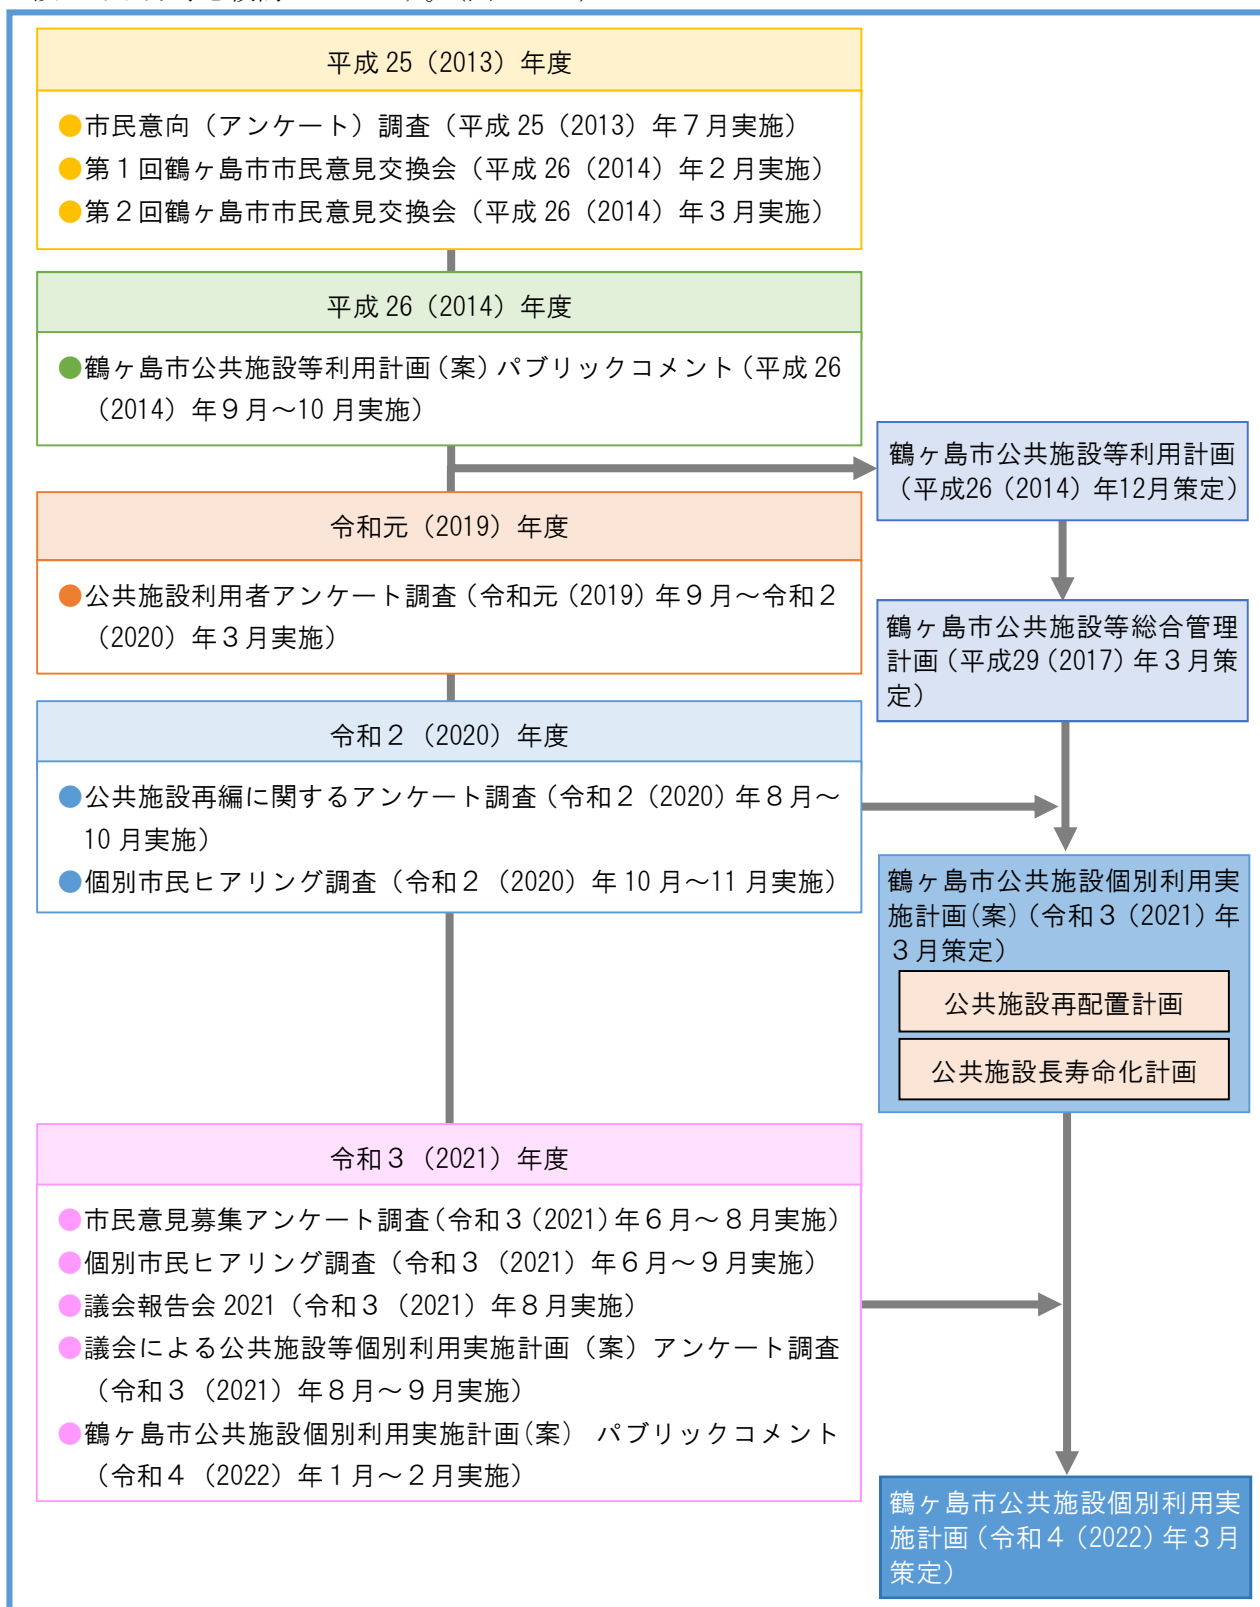 平成 25（2013）年度
●市民意向（アンケート）調査（平成 25（2013）年７月実施）
●第１回鶴ヶ島市市民意見交換会（平成 26（2014）年２月実施）
●第２回鶴ヶ島市市民意見交換会（平成 26（2014）年３月実施）
平成 26（2014）年度
●鶴ヶ島市公共施設等利用計画（案）パブリックコメント（平成 26
（2014）年９月～10 月実施）
鶴ヶ島市公共施設等利用計画
（平成26（2014）年12月策定）
令和元（2019）年度
●公共施設利用者アンケート調査（令和元（2019）年９月～令和２
（2020）年３月実施）
鶴ヶ島市公共施設等総合管理
計画（平成29（2017）年３月策
定）
令和２（2020）年度
●公共施設再編に関するアンケート調査（令和２（2020）年８月～
10 月実施）
●個別市民ヒアリング調査（令和２（2020）年 10 月～11 月実施）
鶴ヶ島市公共施設個別利用実
施計画（案）（令和３（2021）年
３月策定）
公共施設再配置計画
公共施設長寿命化計画
令和３（2021）年度
●市民意見募集アンケート調査（令和３（2021）年６月～８月実施）
●個別市民ヒアリング調査（令和３（2021）年６月～９月実施）
●議会報告会 2021（令和３（2021）年８月実施）
●議会による公共施設等個別利用実施計画（案）アンケート調査
（令和３（2021）年８月～９月実施）
●鶴ヶ島市公共施設個別利用実施計画（案） パブリックコメント
（令和４（2022）年１月～２月実施）
鶴ヶ島市公共施設個別利用実
施計画（令和４（2022）年３月
策定）